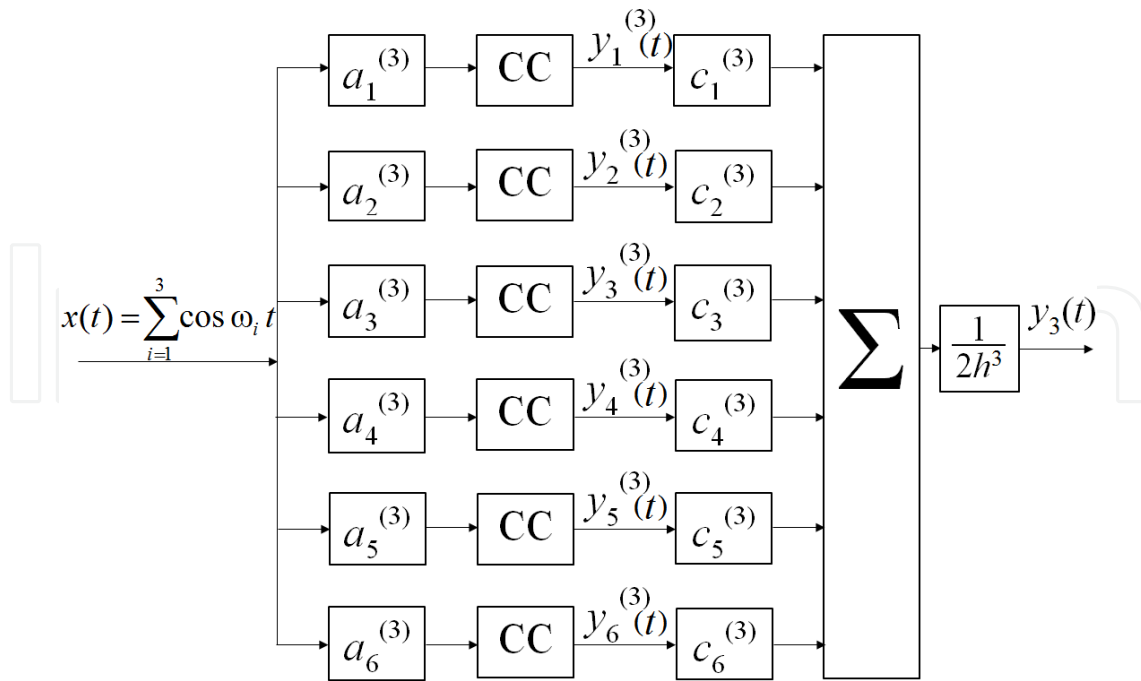 a₁⁽³⁾ CC y₁⁽³⁾(t) c₁⁽³⁾
a₂⁽³⁾ CC y₂⁽³⁾(t) c₂⁽³⁾
a₃⁽³⁾ CC y₃⁽³⁾(t) c₃⁽³⁾
x(t) = ∑_{i=1}^{3} cos ω_i t
∑ 1/2h³ y₃(t)
a₄⁽³⁾ CC y₄⁽³⁾(t) c₄⁽³⁾
a₅⁽³⁾ CC y₅⁽³⁾(t) c₅⁽³⁾
a₆⁽³⁾ CC y₆⁽³⁾(t) c₆⁽³⁾